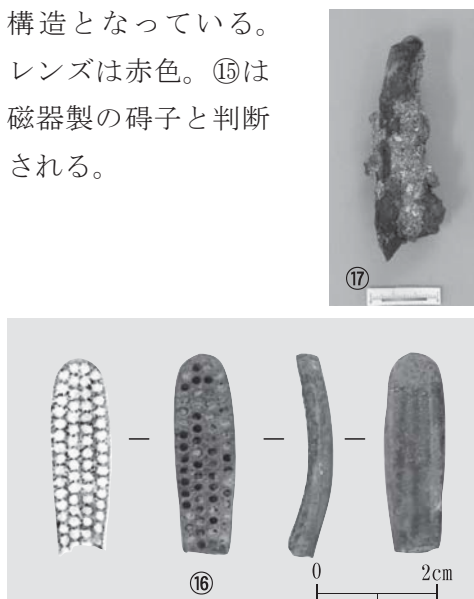 構造となっている。
レンズは赤色。⑮は
磁器製の碍子と判断
される。
⑰
⑯
0 2cm